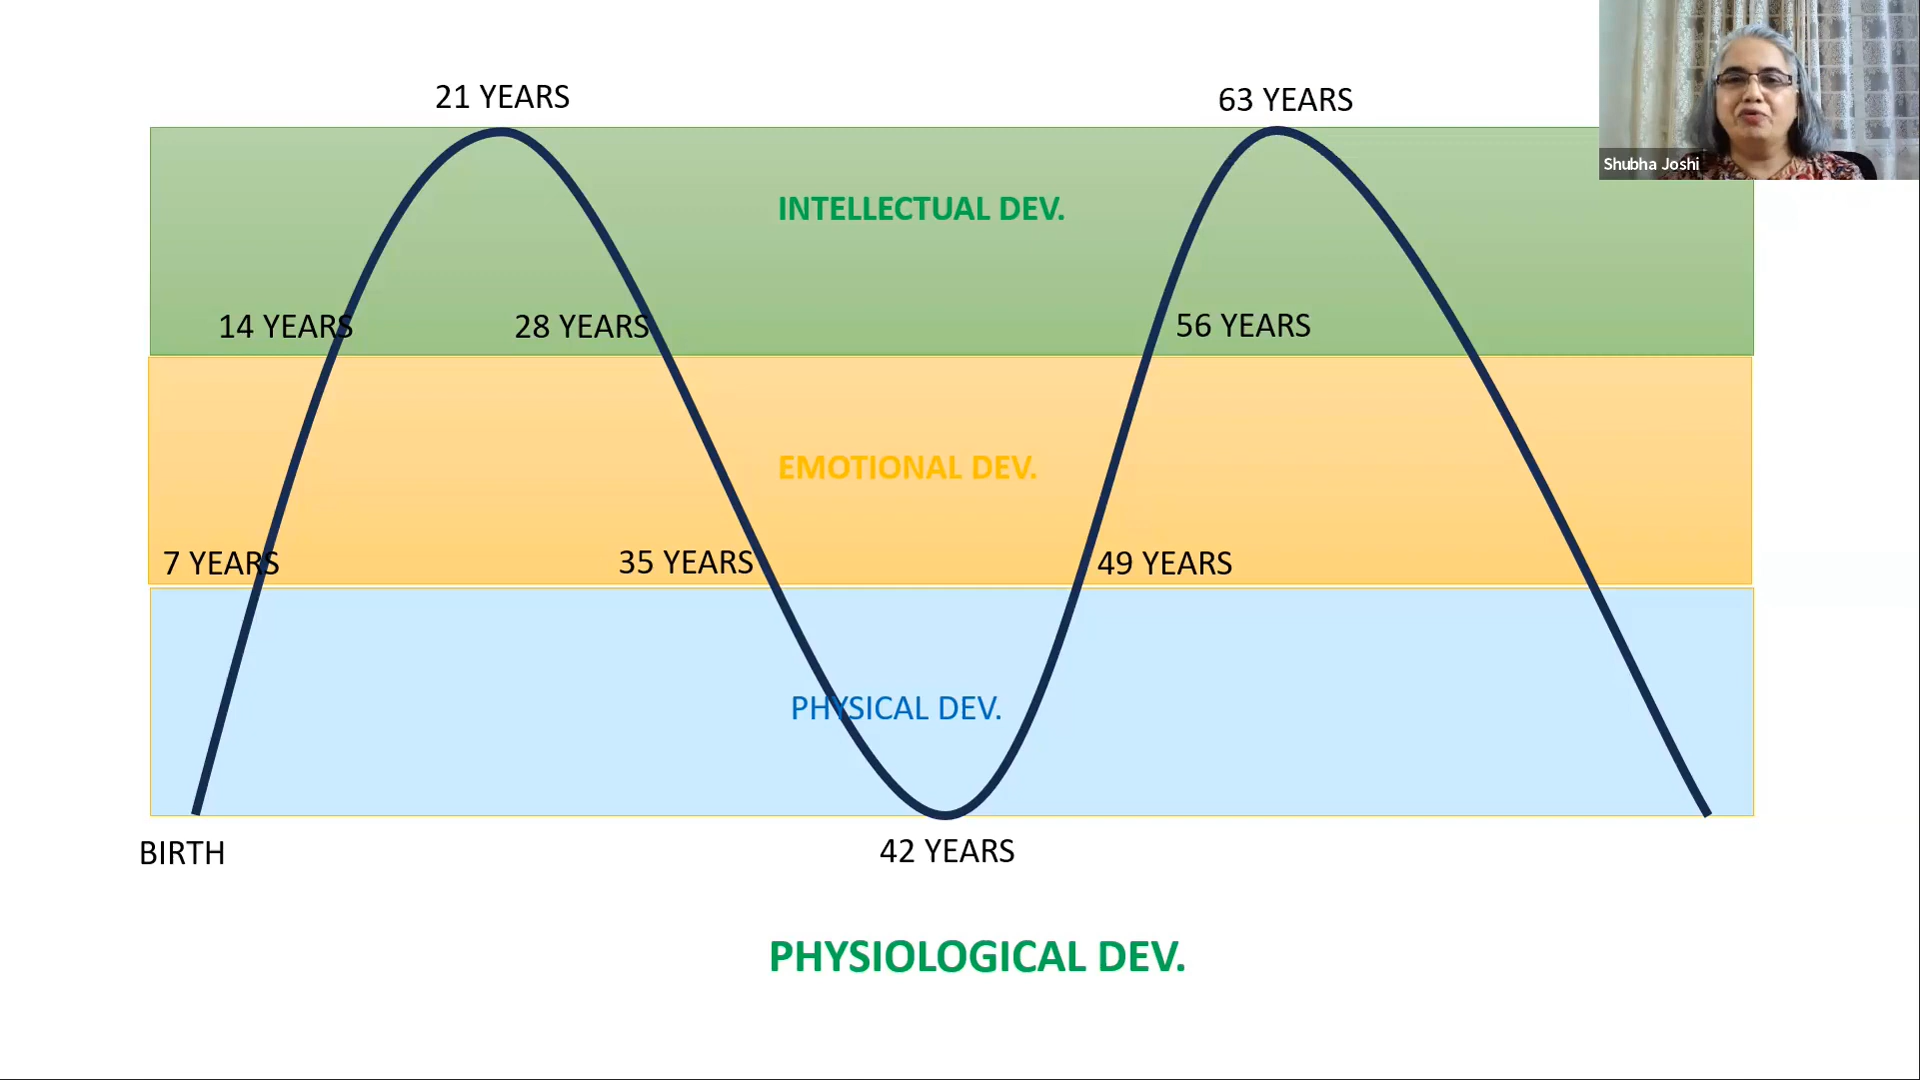 21 YEARS
63 YEARS
Shubha Joshi
INTELLECTUAL DEV.
14 YEARS
28 YEARS
56 YEARS
EMOTIONAL DEV.
7 YEARS
35 YEARS
49 YEARS
PHYSICAL DEV.
BIRTH
42 YEARS
PHYSIOLOGICAL DEV.